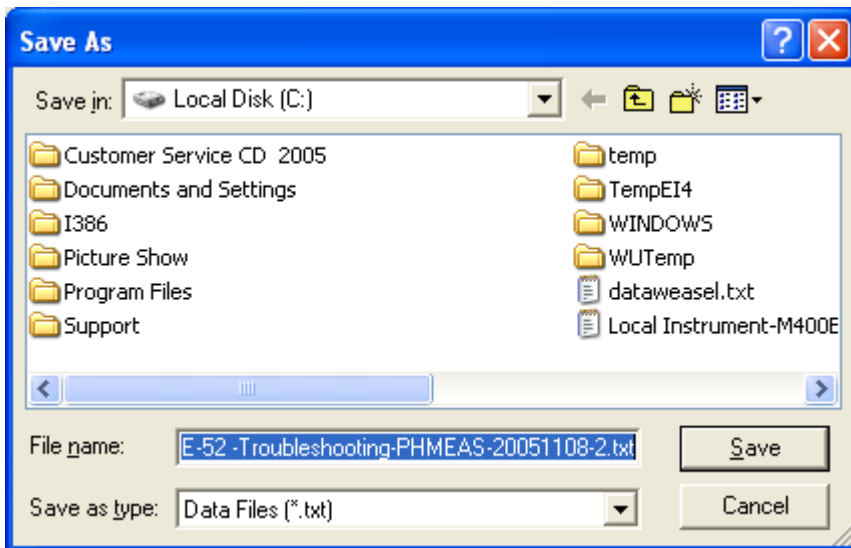 Save As
Save in: Local Disk (C:)
Customer Service CD 2005
Documents and Settings
I386
Picture Show
Program Files
Support
temp
TempEI4
WINDOWS
WUTemp
dataweasel.txt
Local Instrument-M400E
File name: E-52 -Troubleshooting-PHMEAS-20051108-2.txt
Save
Save as type: Data Files (*.txt)
Cancel